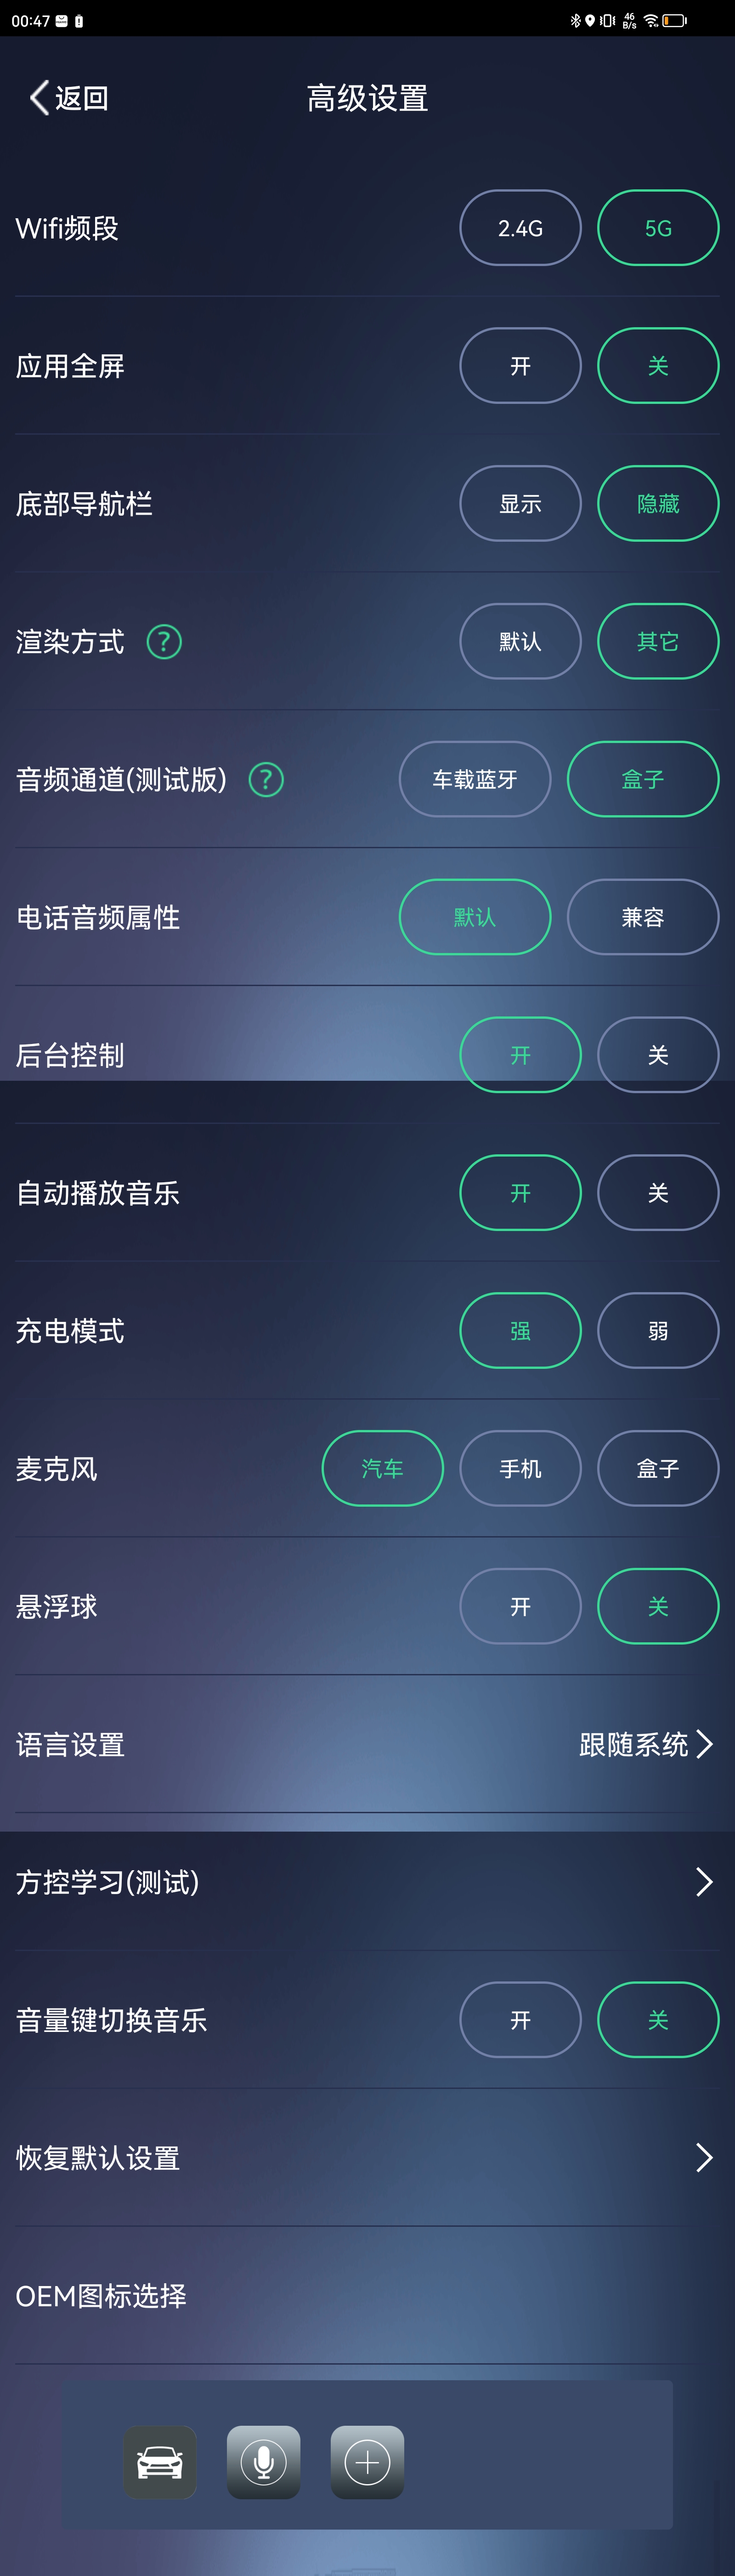 00:47 46 B/s
返回 高级设置
Wifi频段 2.4G 5G
应用全屏 开 关
底部导航栏 显示 隐藏
渲染方式 ? 默认 其它
音频通道(测试版) ? 车载蓝牙 盒子
电话音频属性 默认 兼容
后台控制 开 关
自动播放音乐 开 关
充电模式 强 弱
麦克风 汽车 手机 盒子
悬浮球 开 关
语言设置 跟随系统
方控学习(测试)
音量键切换音乐 开 关
恢复默认设置
OEM图标选择